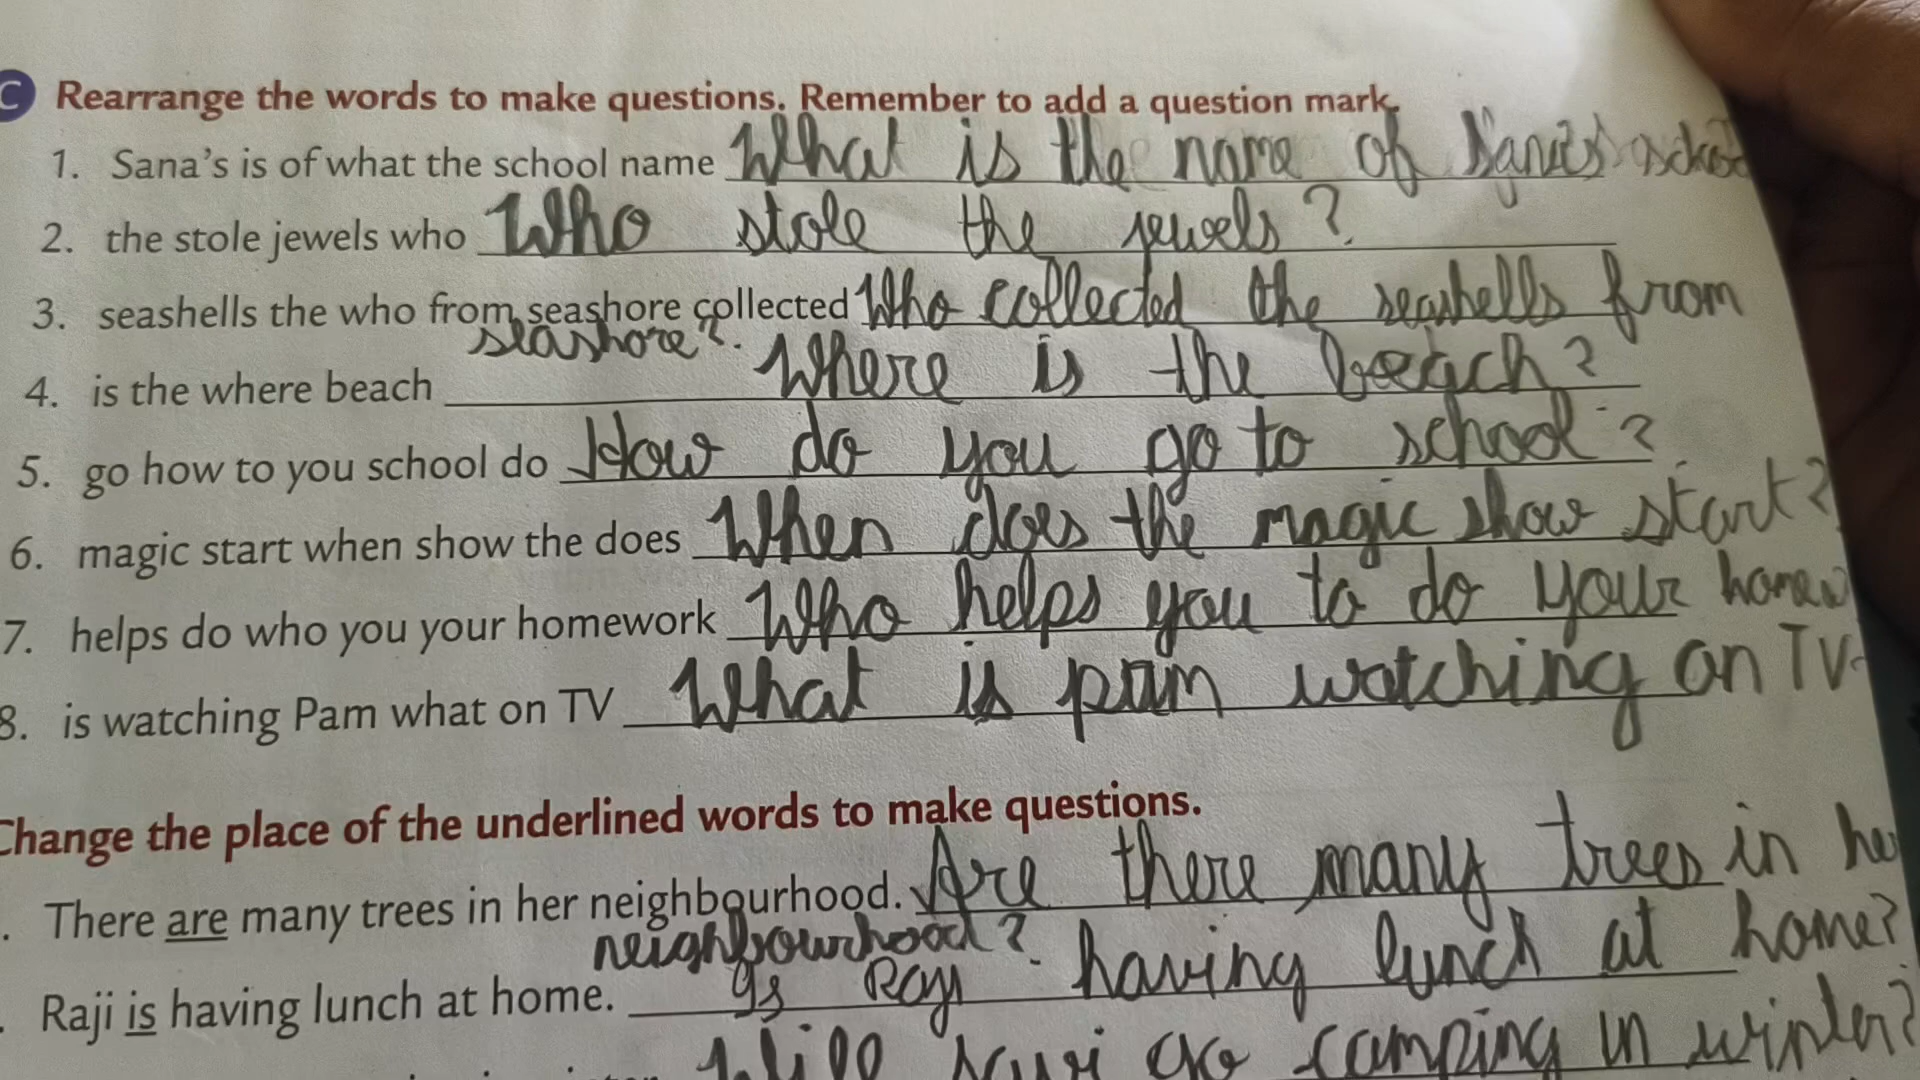 C Rearrange the words to make questions. Remember to add a question mark.
1. Sana's is of what the school name What is the name of Sana's
2. the stole jewels who Who stole the jewels?
3. seashells the who from seashore collected Who collected the seashells from
seashore?.
4. is the where beach Where is the beach?
5. go how to you school do How do you go to school?
6. magic start when show the does When does the magic show start?
7. helps do who you your homework Who helps you to do your
8. is watching Pam what on TV What is pam watching on TV
Change the place of the underlined words to make questions.
. There are many trees in her neighbourhood. Are there many trees in
neighbourhood?
. Raji is having lunch at home. Is Raji having lunch at home?
go camping in winter?